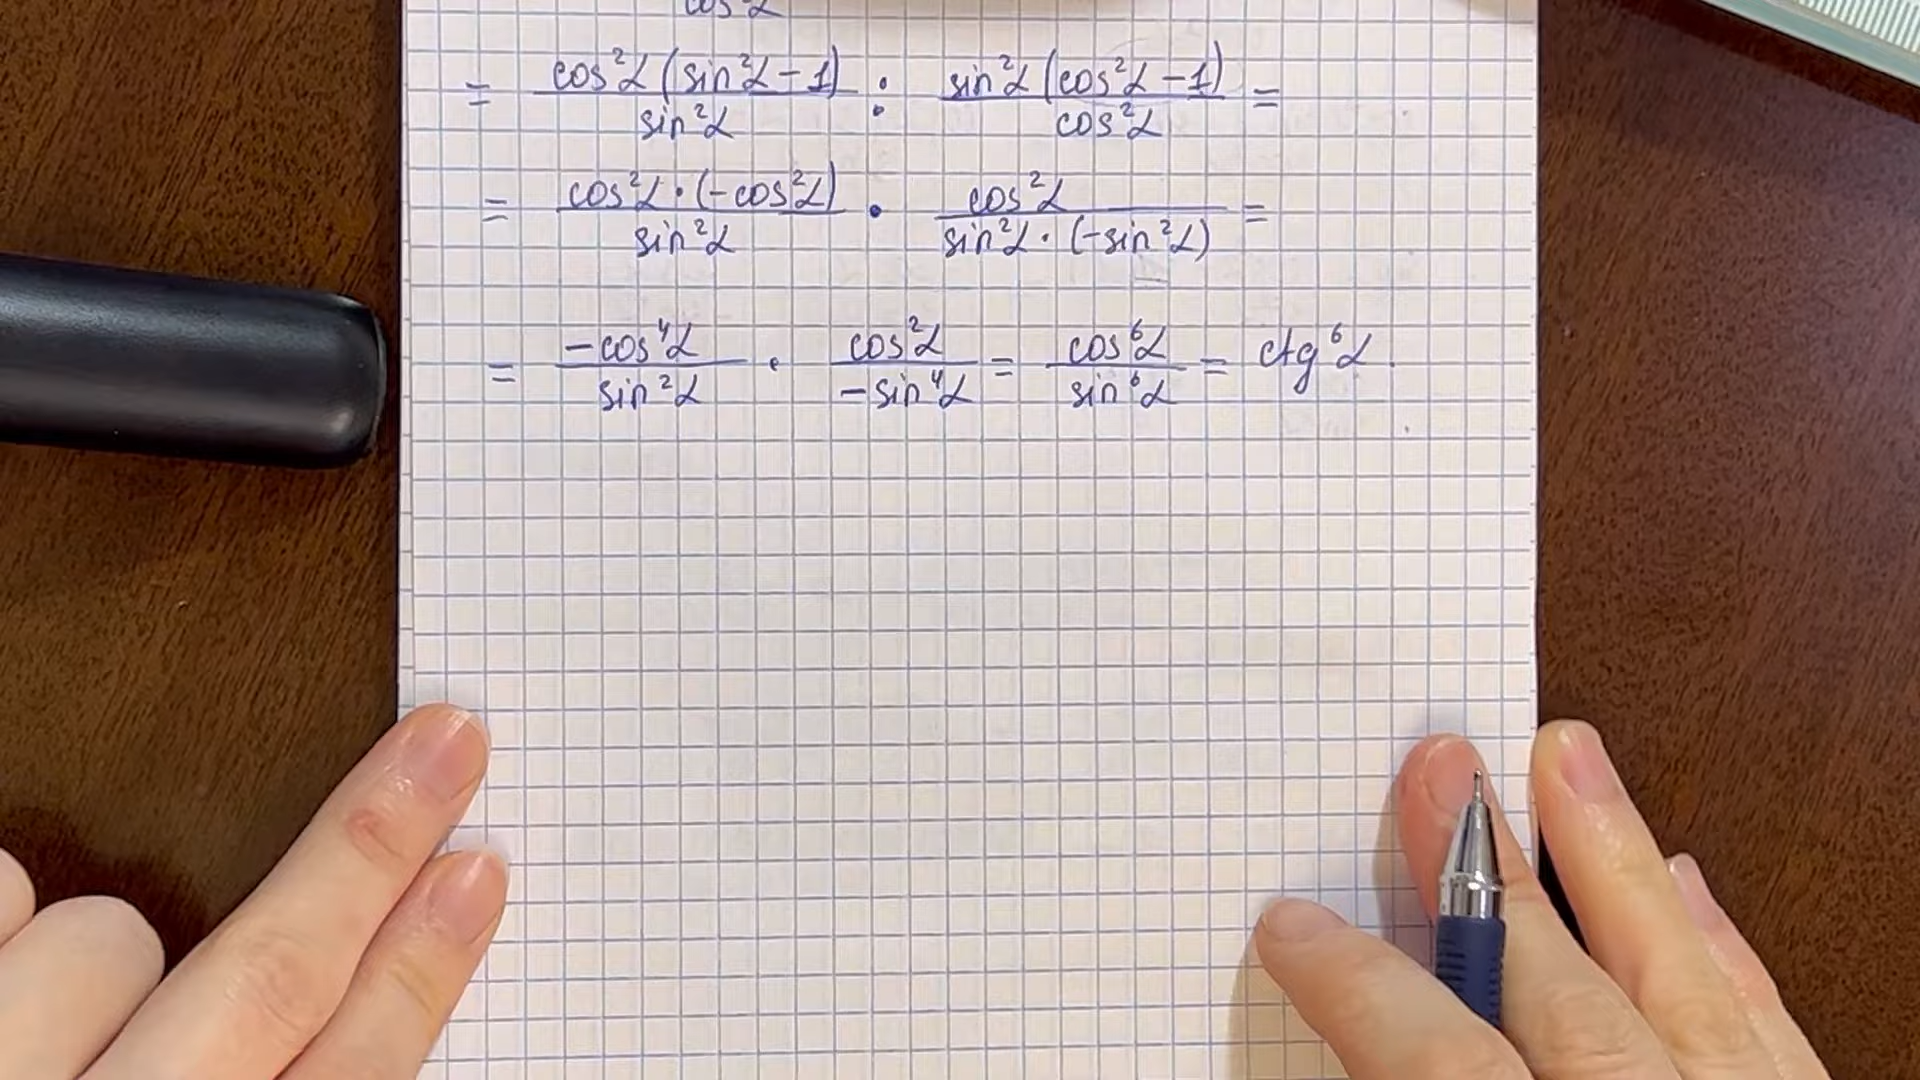 cos²α
= cos²α(sin²α-1)/sin²α : sin²α(cos²α-1)/cos²α =
= cos²α·(-cos²α)/sin²α · cos²α/sin²α·(-sin²α) =
= -cos⁴α/sin²α · cos²α/-sin⁴α = cos⁶α/sin⁶α = ctg⁶α.